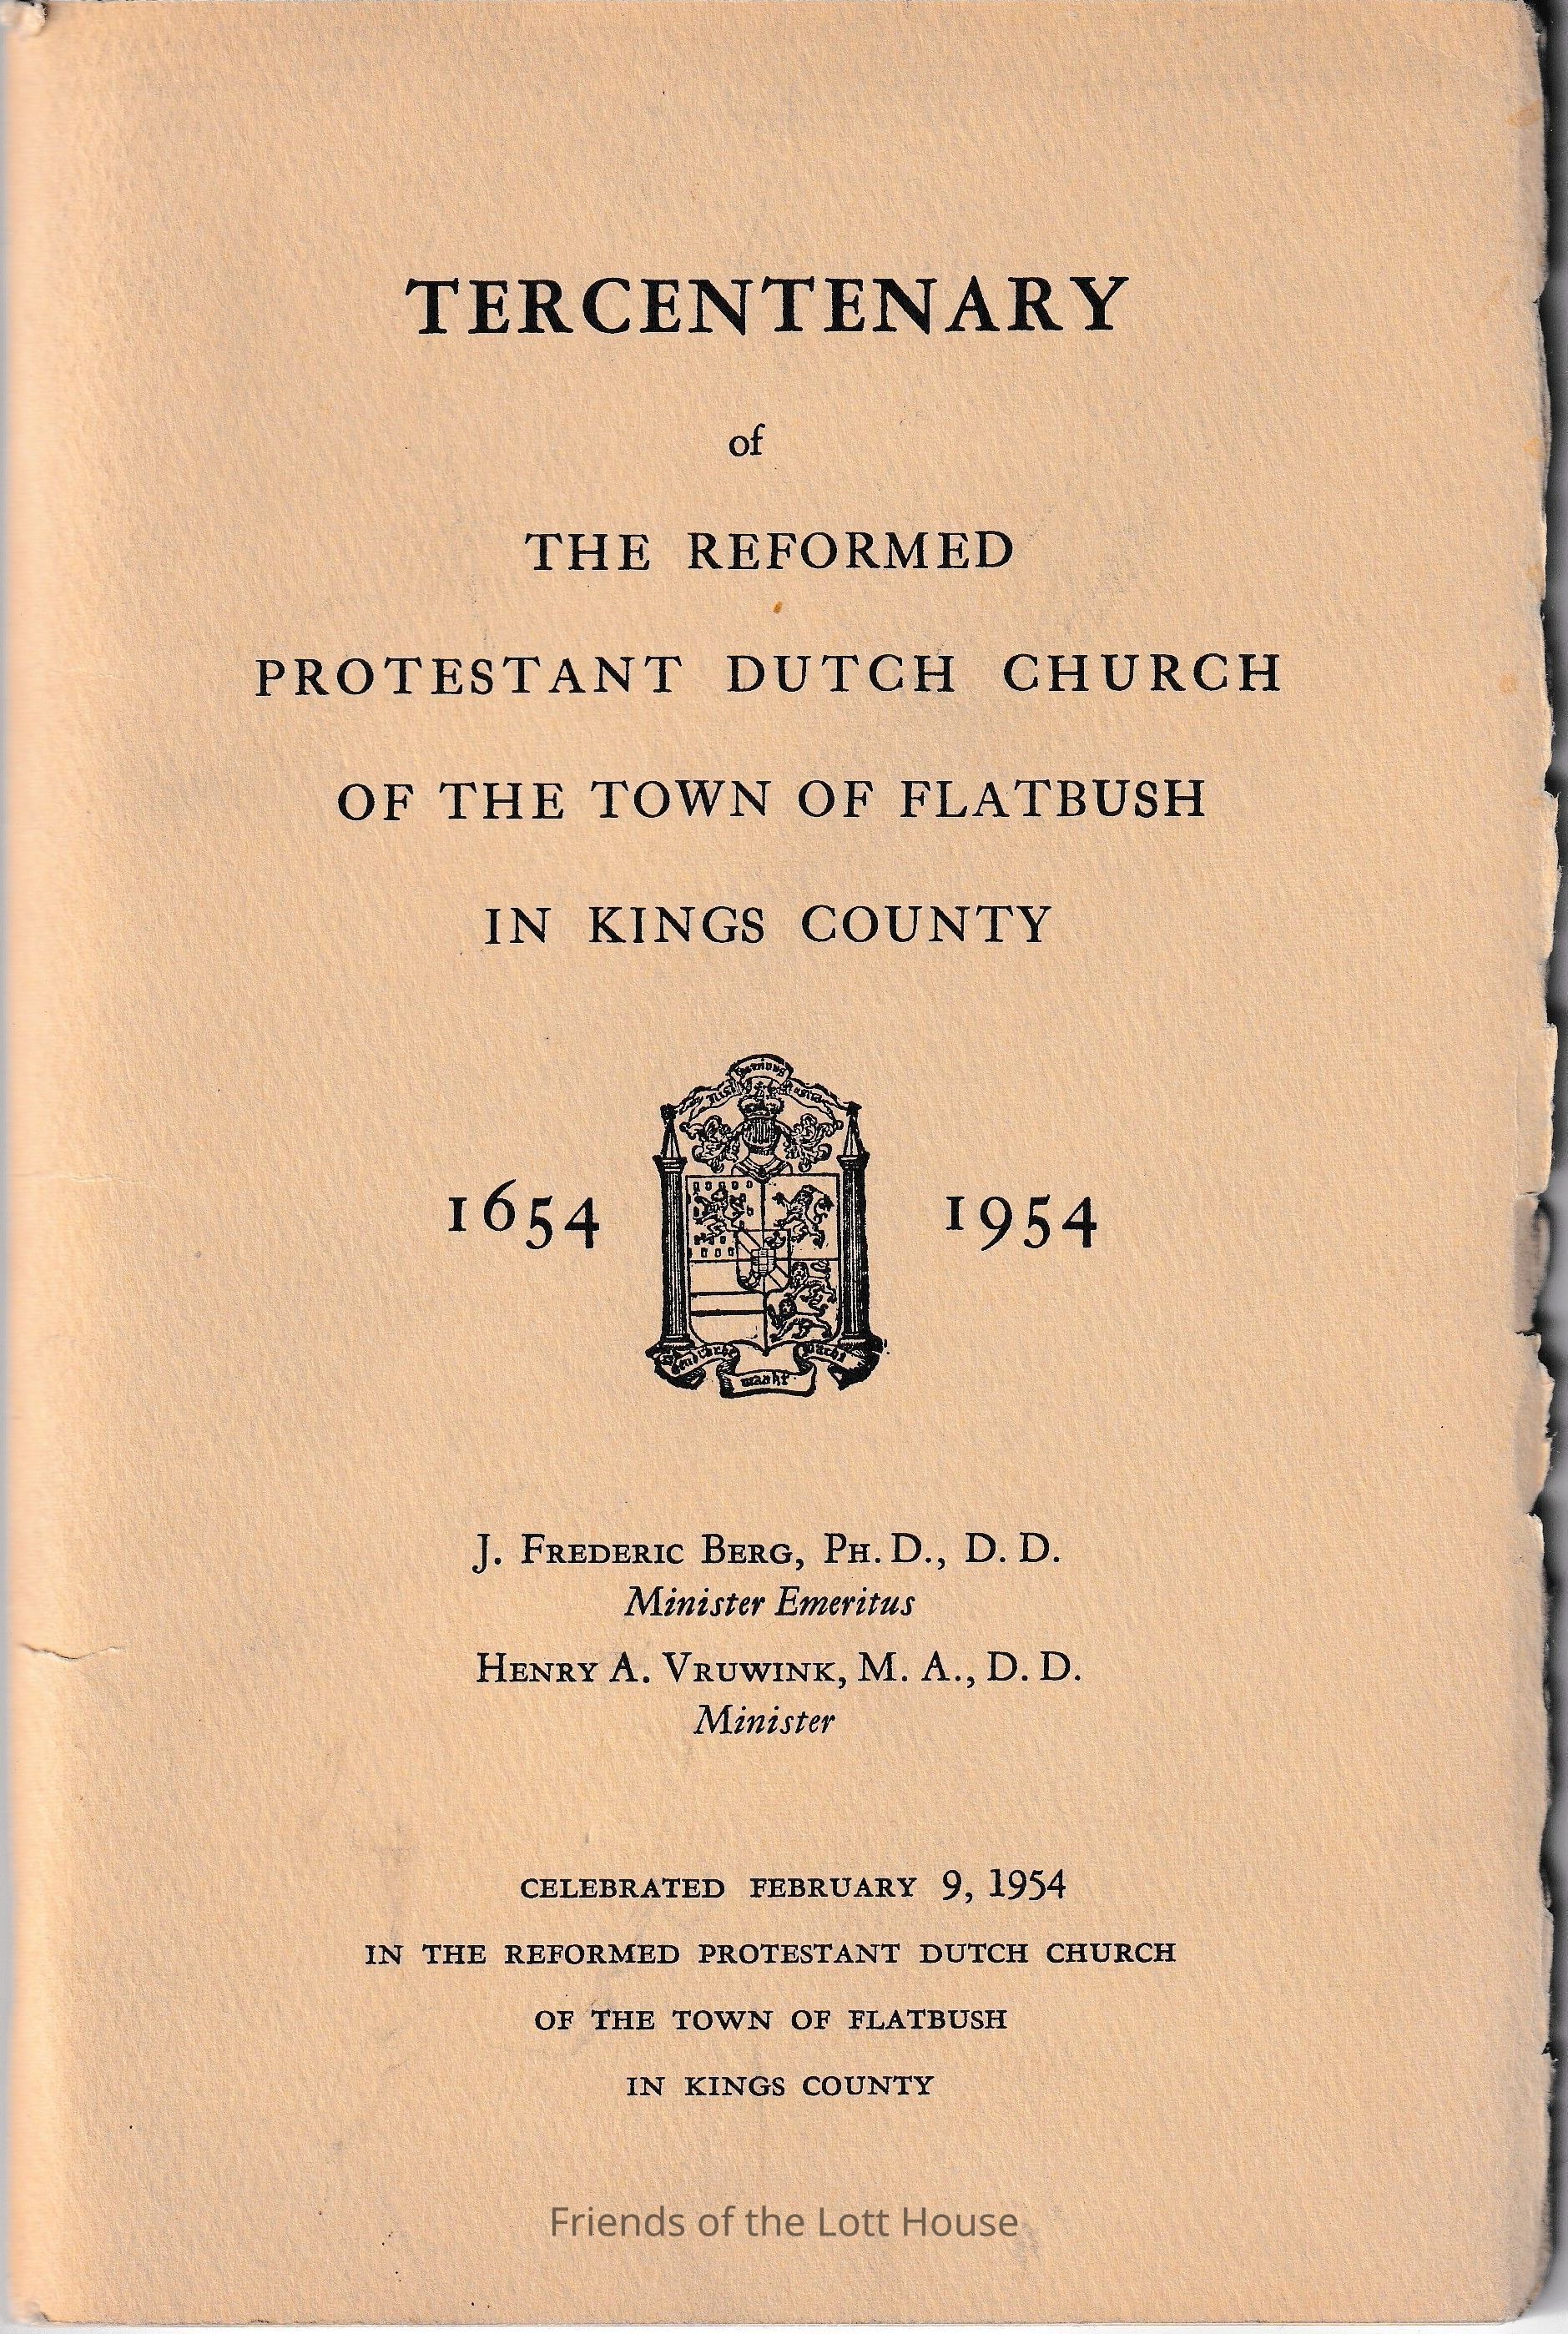 TERCENTENARY
of
THE REFORMED
PROTESTANT DUTCH CHURCH
OF THE TOWN OF FLATBUSH
IN KINGS COUNTY
1654 1954
J. FREDERIC BERG, PH. D., D. D.
Minister Emeritus
HENRY A. VRUWINK, M. A., D. D.
Minister
CELEBRATED FEBRUARY 9, 1954
IN THE REFORMED PROTESTANT DUTCH CHURCH
OF THE TOWN OF FLATBUSH
IN KINGS COUNTY
Friends of the Lott House